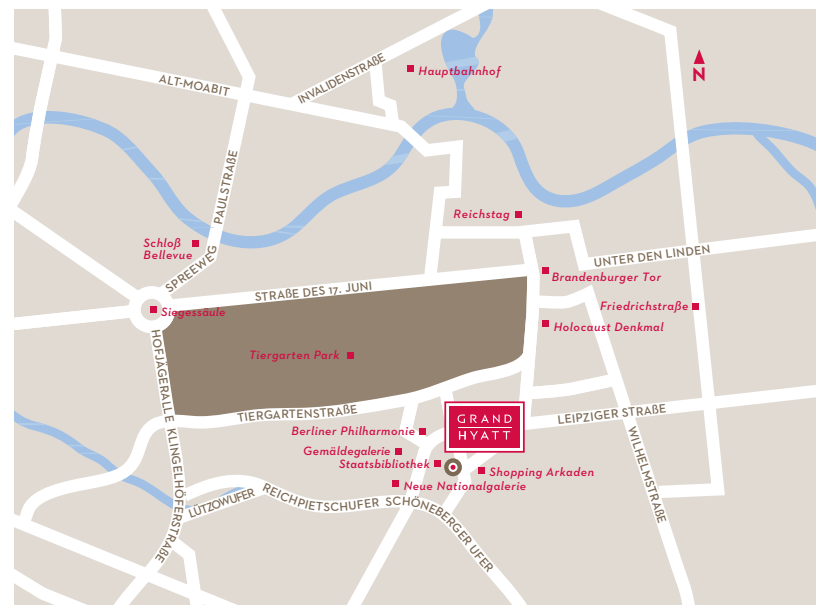 ALT-MOABIT
INVALIDENSTRAßE
Hauptbahnhof
N
PAULSTRAßE
Reichstag
Schloß
Bellevue
SPREEWEG
UNTER DEN LINDEN
Brandenburger Tor
STRAßE DES 17. JUNI
Siegessäule
Friedrichstraße
Holocaust Denkmal
HOFJÄGERALLE
Tiergarten Park
TIERGARTENSTRAßE
LEIPZIGER STRAßE
GRAND
HYATT
Berliner Philharmonie
Gemäldegalerie
Staatsbibliothek
Shopping Arkaden
Neue Nationalgalerie
KLINGELHÖFERSTRAßE
WILHELMSTRAßE
LÜTZOWUFER
REICHPIETSCHUFER
SCHÖNEBERGER UFER